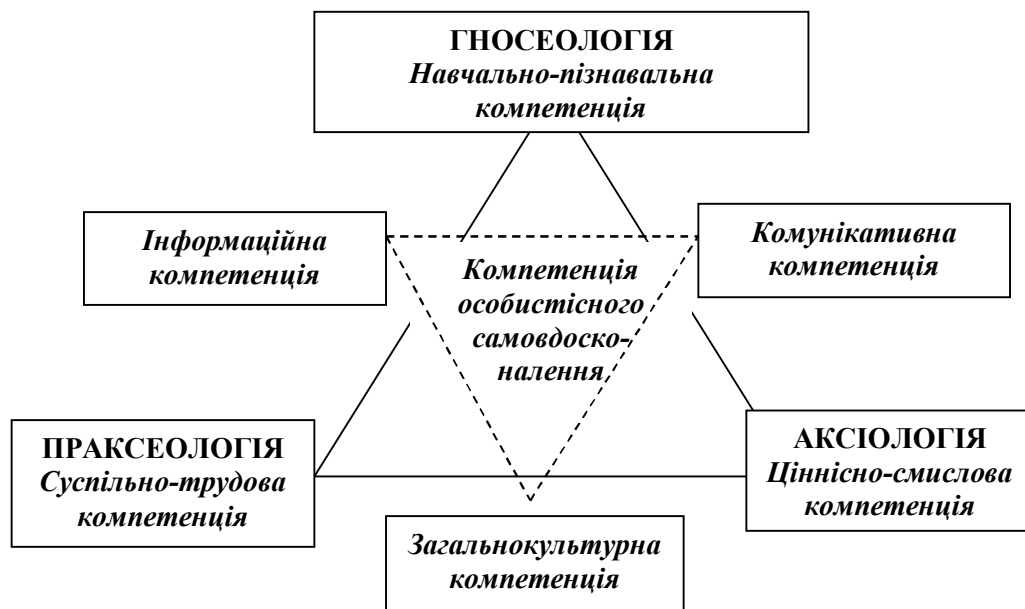 ГНОСЕОЛОГІЯ
Навчально-пізнавальна
компетенція
Інформаційна
компетенція
Комунікативна
компетенція
Компетенція
особистісного
самовдоско-
налення
ПРАКСЕОЛОГІЯ
Суспільно-трудова
компетенція
АКСІОЛОГІЯ
Ціннісно-смислова
компетенція
Загальнокультурна
компетенція